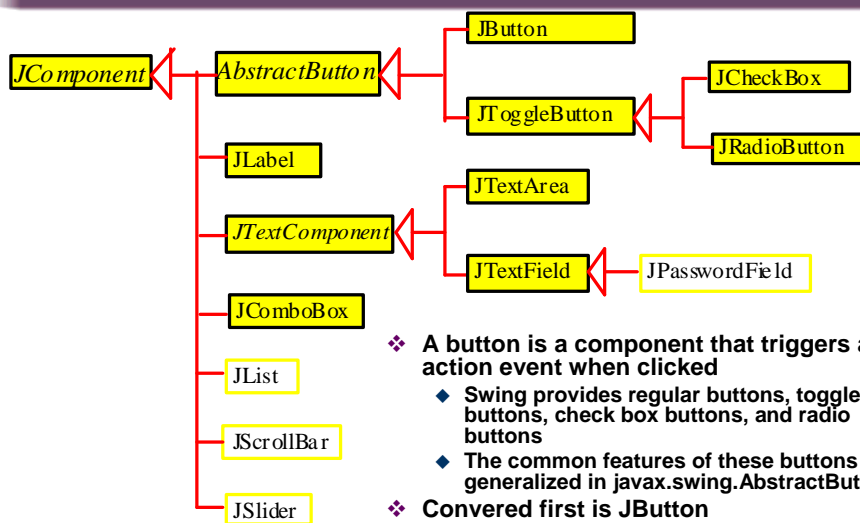 JComponent
AbstractButton
JButton
JToggleButton
JCheckBox
JRadioButton
JLabel
JTextComponent
JTextArea
JTextField
JPasswordField
JComboBox
JList
JScrollBar
JSlider
❖ A button is a component that triggers a
action event when clicked
◆ Swing provides regular buttons, toggle
buttons, check box buttons, and radio
buttons
◆ The common features of these buttons
generalized in javax.swing.AbstractBut
❖ Convered first is JButton